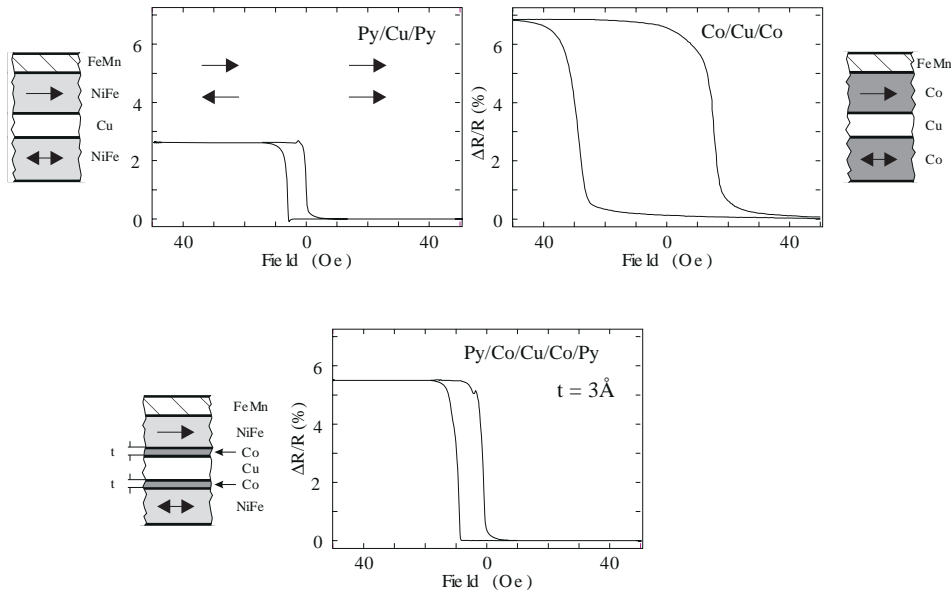 Py/Cu/Py
6
4
2
0
40
0
40
Field (Oe)
FeMn
NiFe
Cu
NiFe
Co/Cu/Co
ΔR/R (%)
6
4
2
0
40
0
40
Field (Oe)
FeMn
Co
Cu
Co
Py/Co/Cu/Co/Py
t = 3Å
ΔR/R (%)
6
4
2
0
40
0
40
Field (Oe)
FeMn
NiFe
t
Co
Cu
t
Co
NiFe